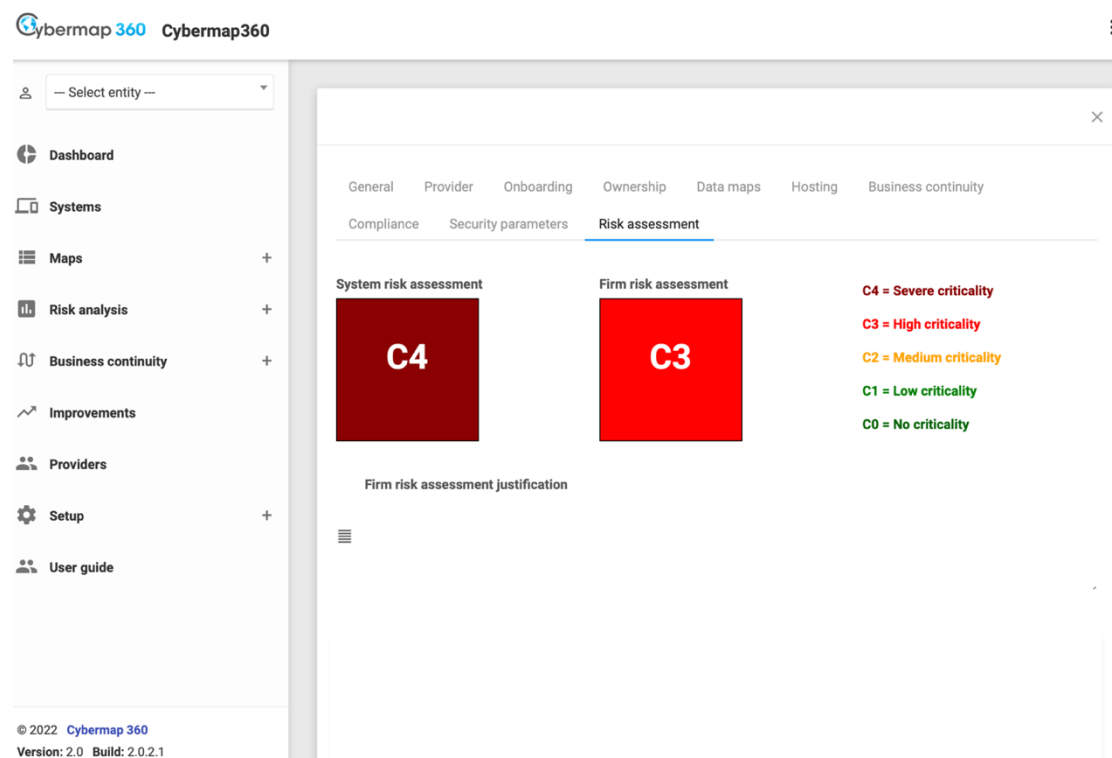 Cybermap 360 Cybermap360
--- Select entity ---
Dashboard
Systems
Maps +
Risk analysis +
Business continuity +
Improvements
Providers
Setup +
User guide
© 2022 Cybermap 360
Version: 2.0 Build: 2.0.2.1
General Provider Onboarding Ownership Data maps Hosting Business continuity
Compliance Security parameters Risk assessment
System risk assessment
C4
Firm risk assessment
C3
C4 = Severe criticality
C3 = High criticality
C2 = Medium criticality
C1 = Low criticality
C0 = No criticality
Firm risk assessment justification